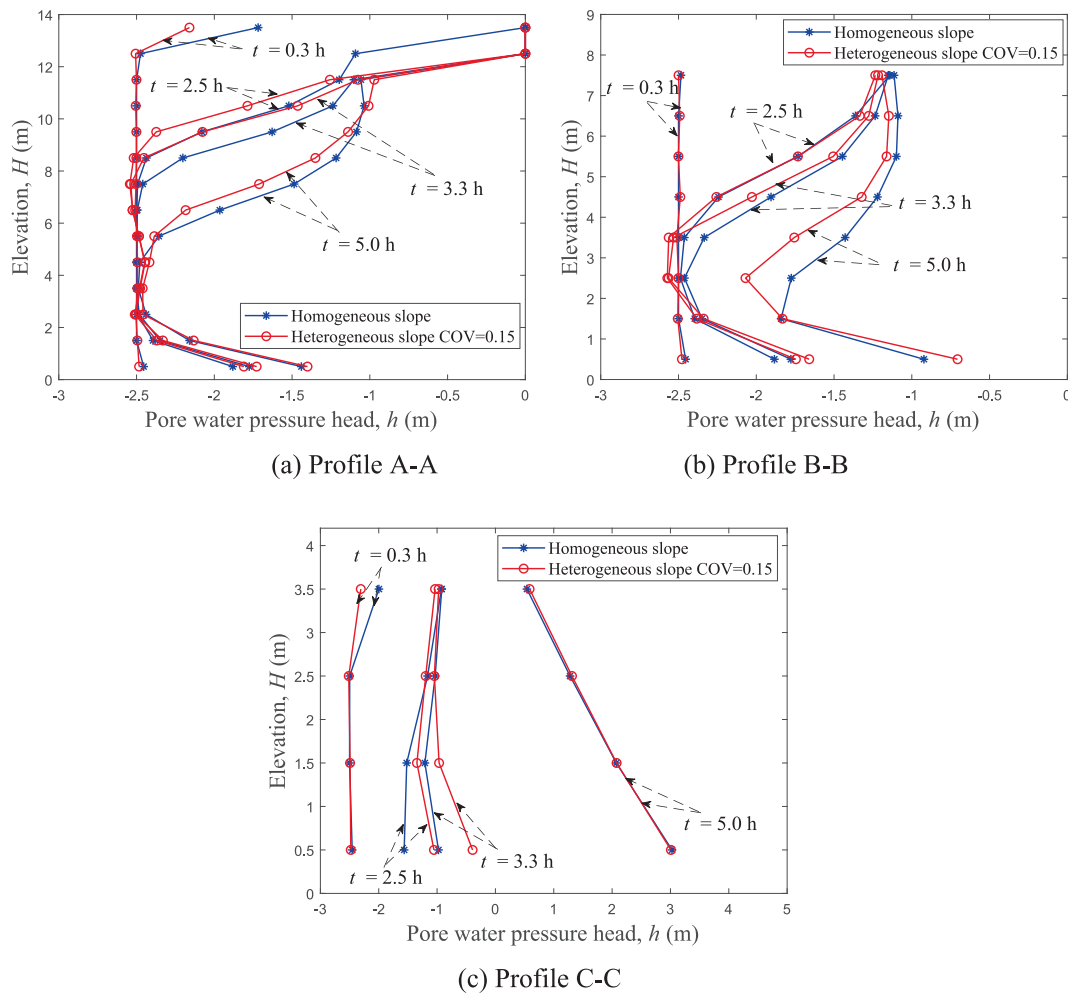 14
12
10
8
6
4
2
0
-3
-2.5
-2
-1.5
-1
-0.5
0
Elevation, H (m)
Pore water pressure head, h (m)
t = 0.3 h
t = 2.5 h
t = 3.3 h
t = 5.0 h
Homogeneous slope
Heterogeneous slope COV=0.15
(a) Profile A-A
9
8
7
6
5
4
3
2
1
0
-3
-2.5
-2
-1.5
-1
-0.5
0
Elevation, H (m)
Pore water pressure head, h (m)
Homogeneous slope
Heterogeneous slope COV=0.15
t = 0.3 h
t = 2.5 h
t = 3.3 h
t = 5.0 h
(b) Profile B-B
4.5
3.5
2.5
1.5
0.5
0
-3
-2
-1
0
1
2
3
4
5
Elevation, H (m)
Pore water pressure head, h (m)
Homogeneous slope
Heterogeneous slope COV=0.15
t = 0.3 h
t = 5.0 h
t = 3.3 h
t = 2.5 h
(c) Profile C-C